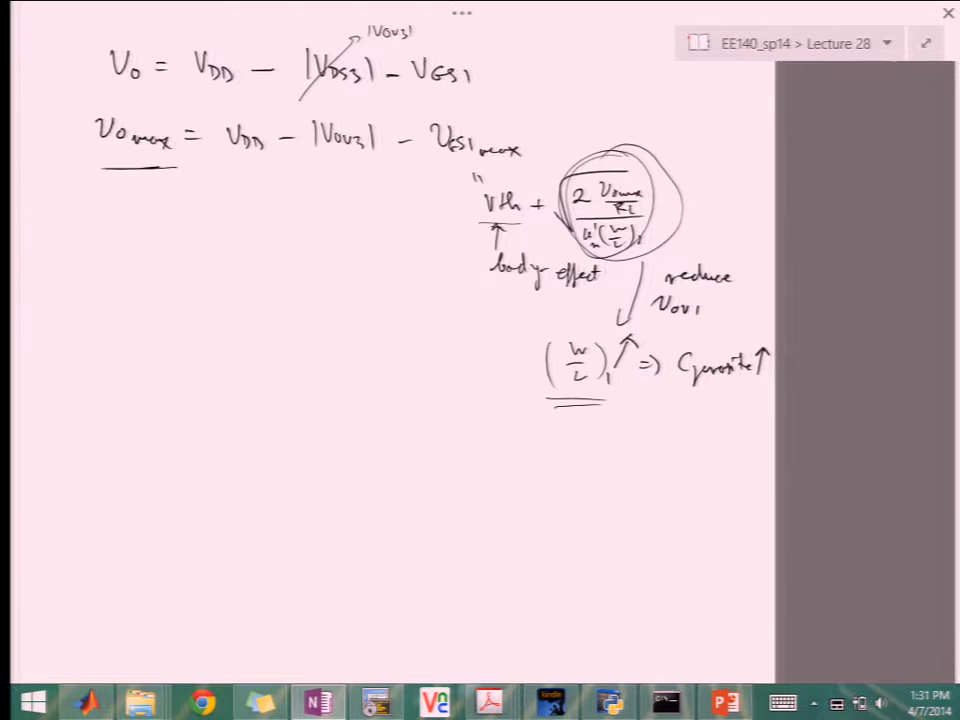 EE140_sp14 > Lecture 28
|Vov3|
Vo = VDD − |VDS3| − VGS1
Vomax = VDD − |Vov3| − VGS1max
"
Vth + √(2 Vomax/RL / k'n (W/L)1)
body effect
reduce
Vov1
(W/L)1 ↑ => Cparasitic ↑
kindle
1:31 PM
4/7/2014